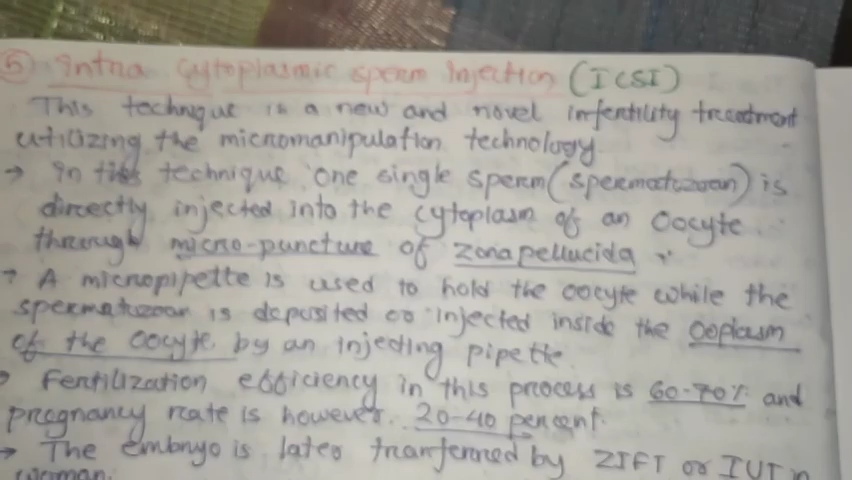 ⑤ Intra Cytoplasmic sperm Injection (ICSI)
This technique is a new and novel infertility treatment
utilizing the micromanipulation technology
→ In this technique one single sperm (spermatozoan) is
directly injected into the cytoplasm of an oocyte
through micro-puncture of zona pellucida.
→ A micropipette is used to hold the oocyte while the
spermatozoan is deposited or injected inside the ooplasm
of the oocyte by an injecting pipette.
→ Fertilization efficiency in this process is 60-70% and
pregnancy rate is however 20-40 percent.
→ The embryo is later tranferred by ZIFT or IUT in
woman.